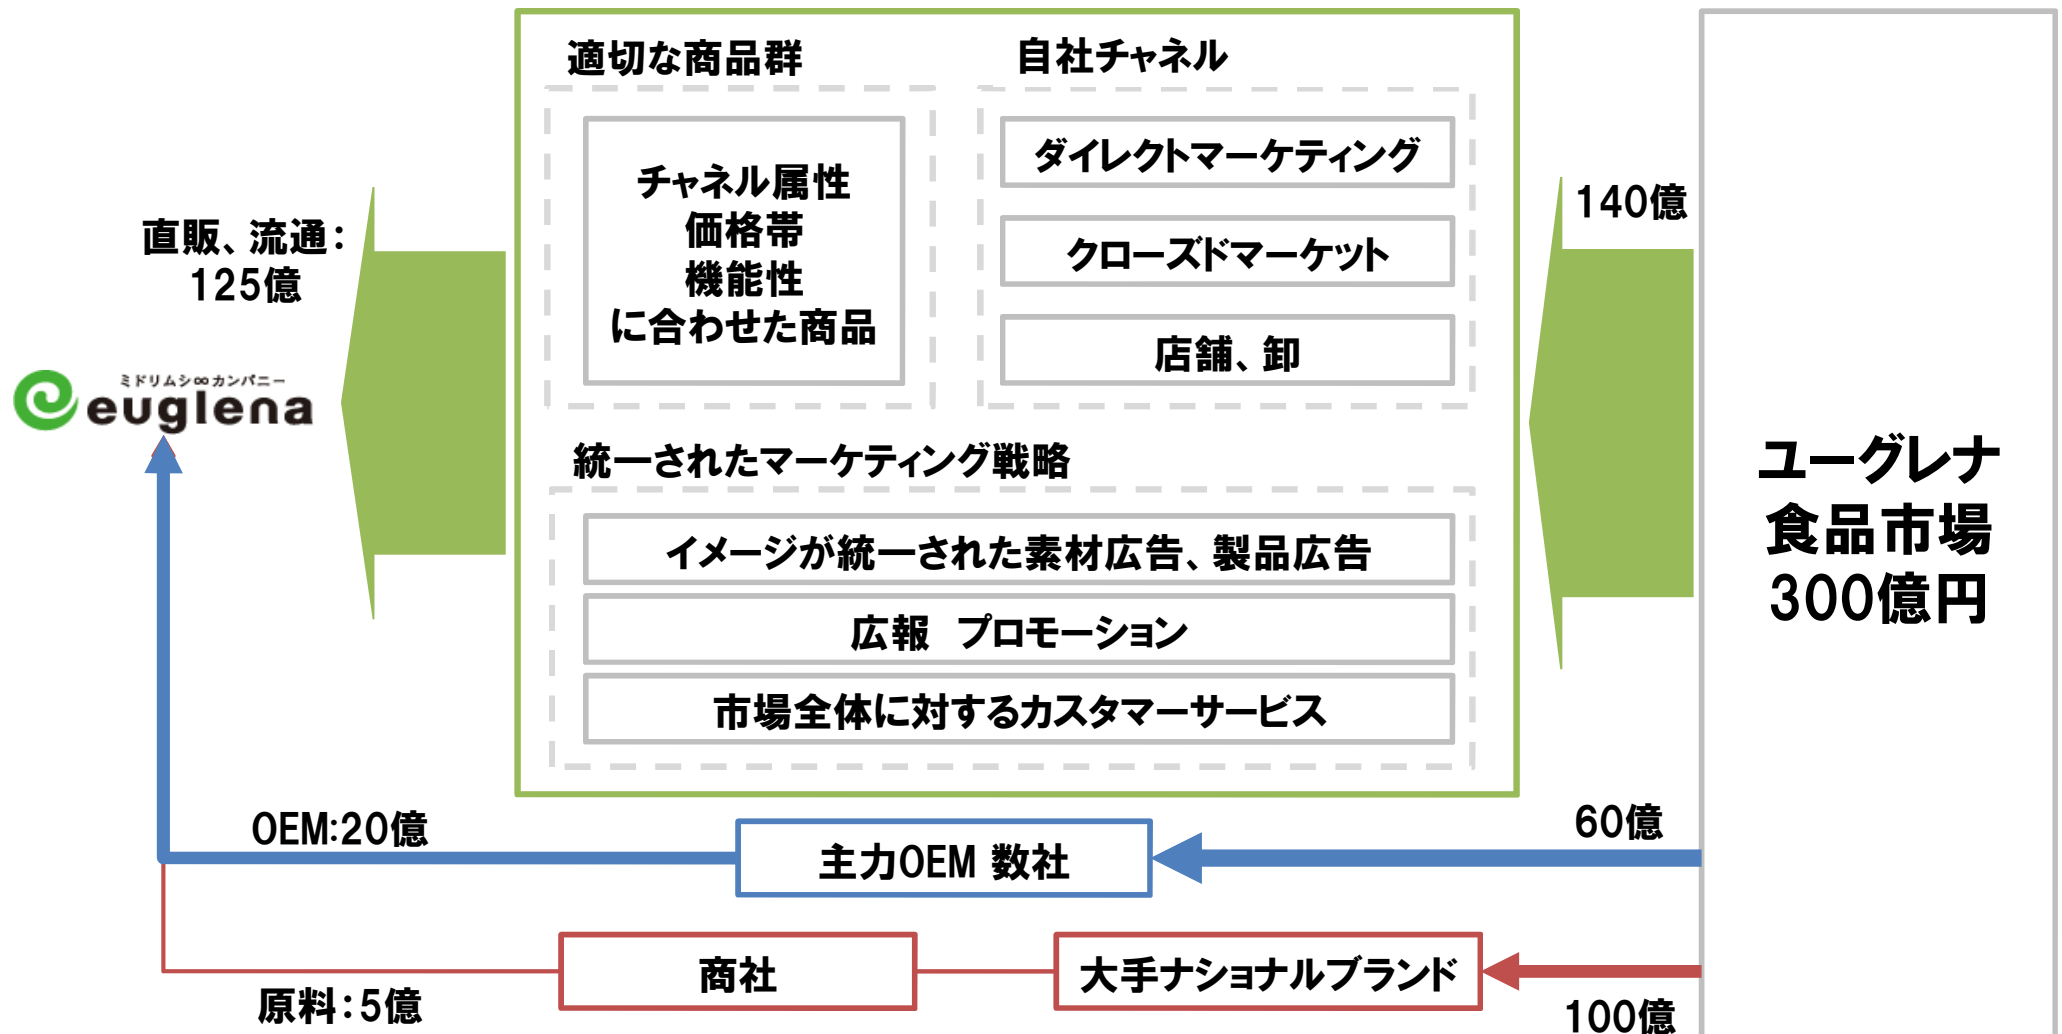 適切な商品群
自社チャネル
チャネル属性
価格帯
機能性
に合わせた商品
ダイレクトマーケティング
クローズドマーケット
店舗、卸
140億
直販、流通:
125億
ミドリムシ∞カンパニー
euglena
統一されたマーケティング戦略
イメージが統一された素材広告、製品広告
広報　プロモーション
市場全体に対するカスタマーサービス
ユーグレナ
食品市場
300億円
OEM:20億
主力OEM 数社
60億
商社
大手ナショナルブランド
原料:5億
100億